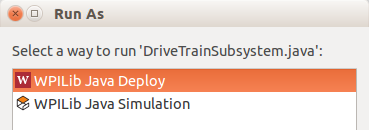 Run As
Select a way to run 'DriveTrainSubsystem.java':
W WPILib Java Deploy
WPILib Java Simulation